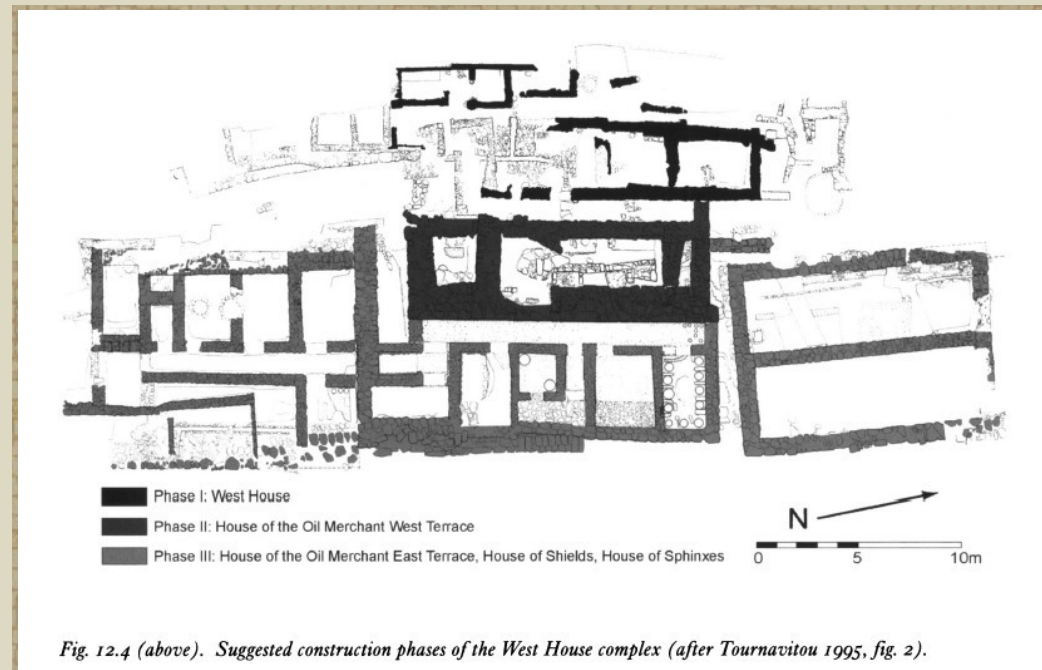 Phase I: West House
Phase II: House of the Oil Merchant West Terrace
Phase III: House of the Oil Merchant East Terrace, House of Shields, House of Sphinxes
N
0 5 10m
Fig. 12.4 (above). Suggested construction phases of the West House complex (after Tournavitou 1995, fig. 2).